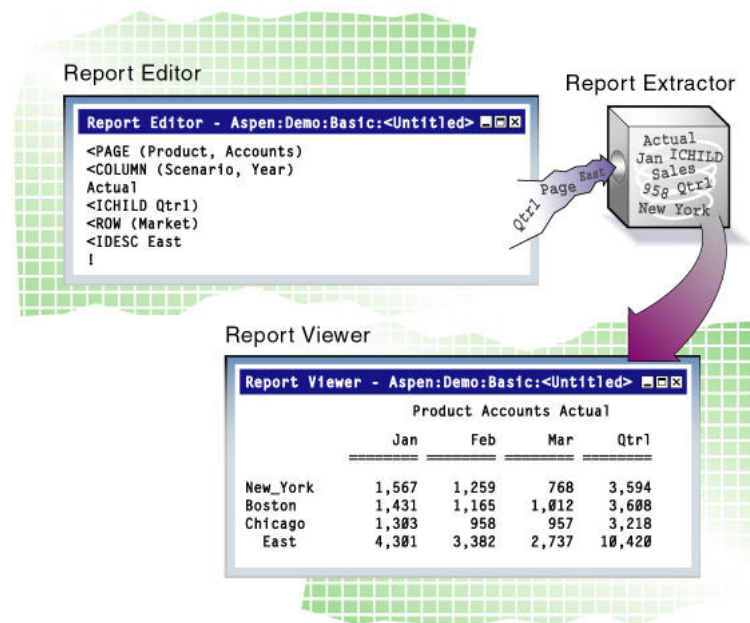 Report Editor
Report Editor - Aspen:Demo:Basic:<Untitled>
<PAGE (Product, Accounts)
<COLUMN (Scenario, Year)
Actual
<ICHILD Qtr1)
<ROW (Market)
<IDESC East
!
Report Extractor
Qtr1 Page East
Actual
Jan ICHILD
Sales
958 Qtr1
New York
Report Viewer
Report Viewer - Aspen:Demo:Basic:<Untitled>
Product Accounts Actual
Jan Feb Mar Qtr1
======== ======== ======== ========
New_York 1,567 1,259 768 3,594
Boston 1,431 1,165 1,012 3,608
Chicago 1,303 958 957 3,218
East 4,301 3,382 2,737 10,420